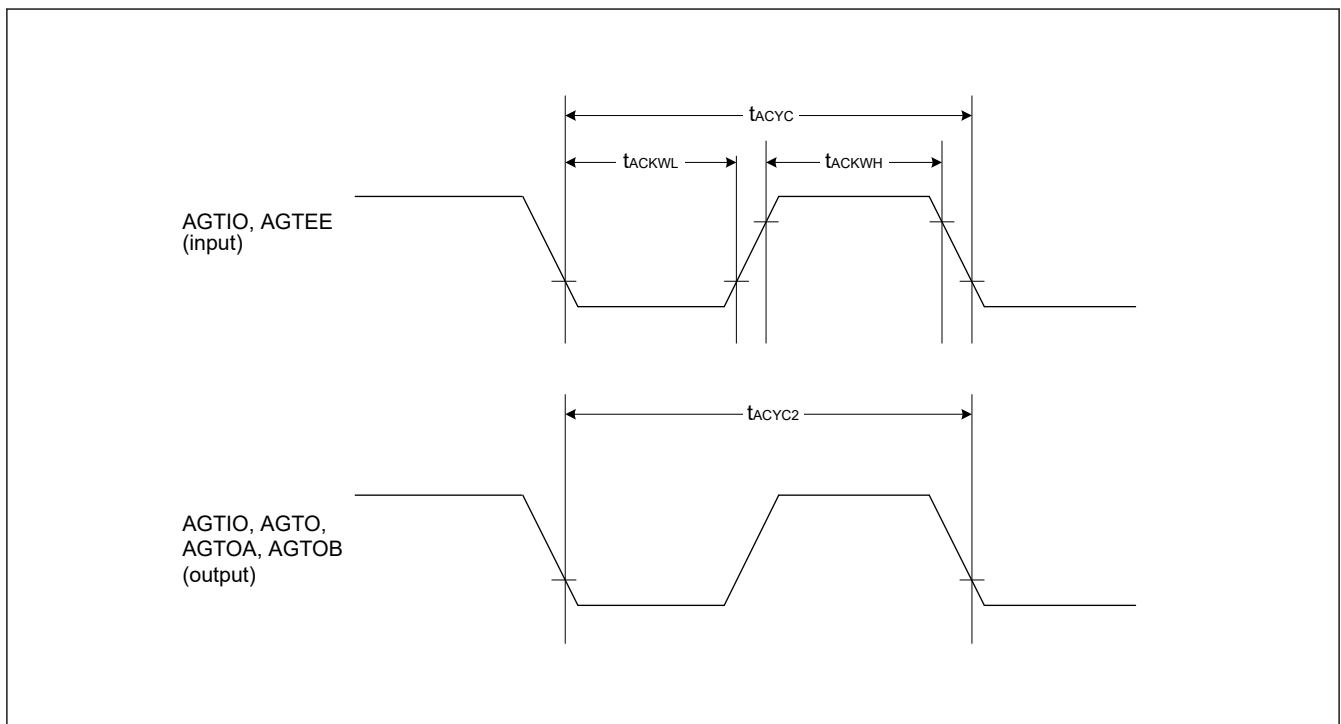 tACYC
tACKWL
tACKWH
AGTIO, AGTEE
(input)
tACYC2
AGTIO, AGTO,
AGTOA, AGTOB
(output)